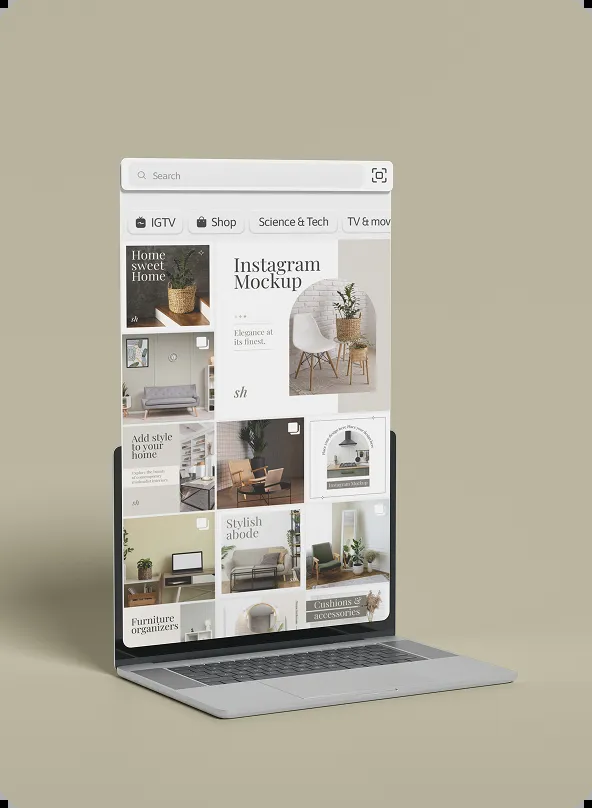 Search
IGTV
Shop
Science & Tech
TV & mov
Home
sweet
Home
sh
Instagram
Mockup
Elegance at
its finest.
sh
Add style
to your
home
sh
Instagram Mockup
Stylish
abode
Furniture
organizers
Cushions &
accessories